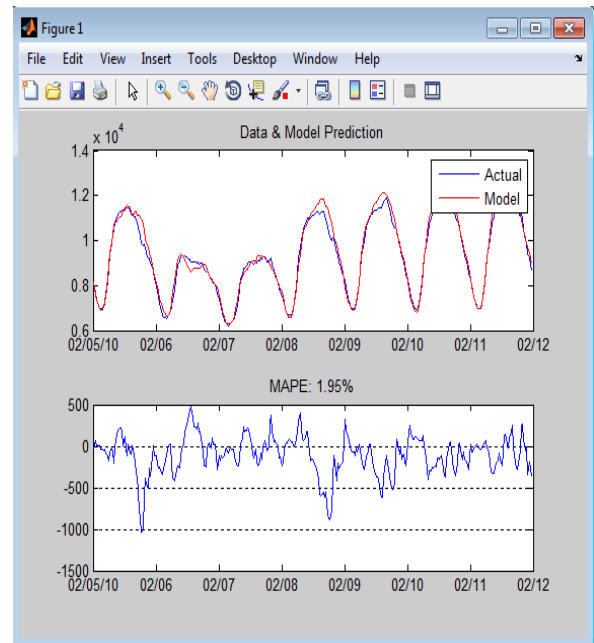 Figure 1
File Edit View Insert Tools Desktop Window Help
x 10^4
Data & Model Prediction
1.4
1.2
1
0.8
0.6
Actual
Model
02/05/10 02/06 02/07 02/08 02/09 02/10 02/11 02/12
MAPE: 1.95%
500
0
-500
-1000
-1500
02/05/10 02/06 02/07 02/08 02/09 02/10 02/11 02/12